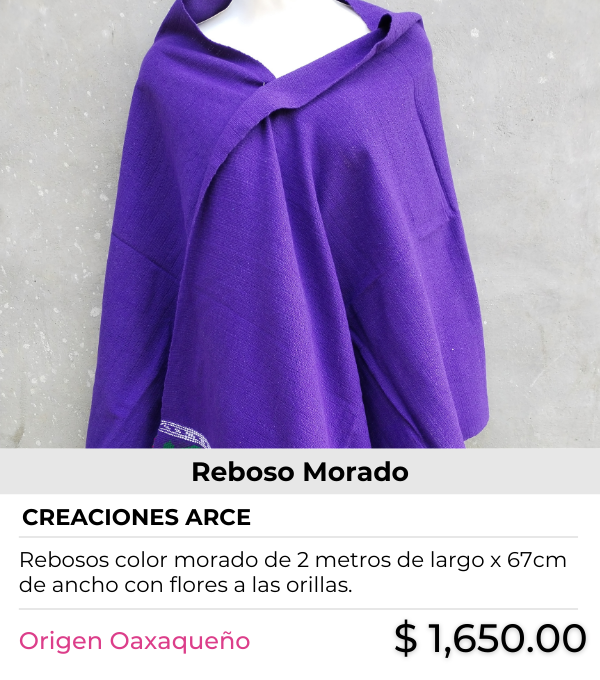 Reboso Morado
CREACIONES ARCE
Rebosos color morado de 2 metros de largo x 67cm
de ancho con flores a las orillas.
Origen Oaxaqueño
$ 1,650.00